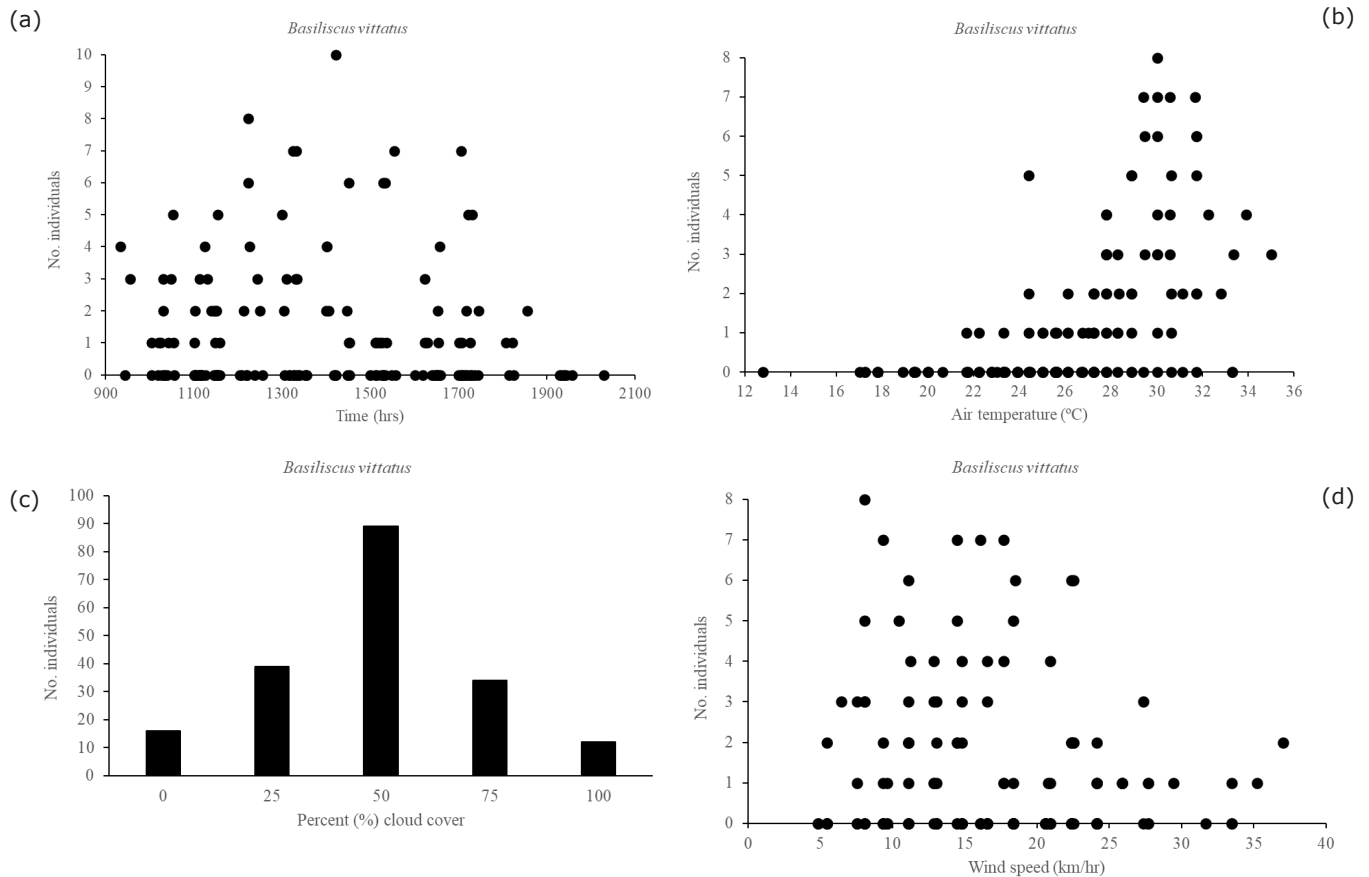 (a)
Basiliscus vittatus
No. individuals
10
9
8
7
6
5
4
3
2
1
0
900 1100 1300 1500 1700 1900 2100
Time (hrs)
(b)
Basiliscus vittatus
No. individuals
8
7
6
5
4
3
2
1
0
12 14 16 18 20 22 24 26 28 30 32 34 36
Air temperature (ºC)
(c)
Basiliscus vittatus
No. individuals
100
90
80
70
60
50
40
30
20
10
0
0 25 50 75 100
Percent (%) cloud cover
(d)
Basiliscus vittatus
No. individuals
8
7
6
5
4
3
2
1
0
0 5 10 15 20 25 30 35 40
Wind speed (km/hr)